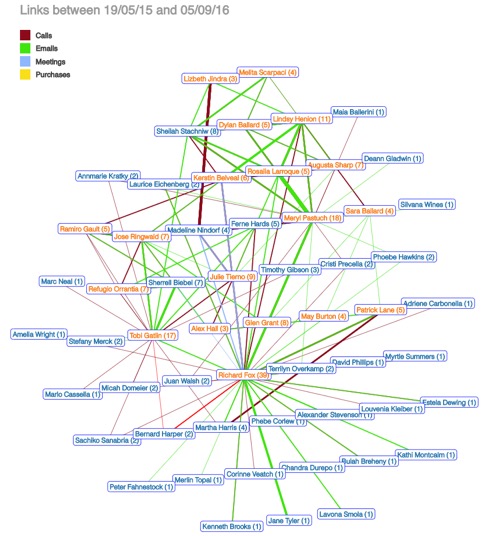 Links between 19/05/15 and 05/09/16
Calls
Emails
Meetings
Purchases
Melita Scarpaci (4)
Lizbeth Jindra (3)
Maia Ballerini (1)
Lindsy Henion (11)
Dylan Ballard (5)
Sheilah Stachniw (8)
Deann Gladwin (1)
Augusta Sharp (7)
Rosalia Larroque (5)
Annmarie Kratky (2)
Kerstin Belveal (6)
Laurice Eichenberg (2)
Silvana Wines (1)
Sara Ballard (4)
Meryl Pastuch (16)
Ferne Hards (5)
Ramiro Gault (5)
Madeline Nindorf (4)
Jose Ringwald (7)
Phoebe Hawkins (2)
Cristi Precella (2)
Timothy Gibson (3)
Julie Tierno (9)
Marc Neal (1)
Sherrell Biebel (7)
Refugio Orrantia (7)
Adriene Carbonella (1)
Patrick Lane (5)
May Burton (4)
Glen Grant (8)
Alex Hall (3)
Amelia Wright (1)
Tobi Gatlin (17)
Stefany Merck (2)
Myrtle Summers (1)
David Phillips (1)
Terrilyn Overkamp (2)
Richard Fox (39)
Juan Walsh (2)
Micah Domeier (2)
Mario Cassella (1)
Estela Dewing (1)
Louvenia Kleiber (1)
Alexander Stevenson (1)
Phebe Corlew (1)
Martha Harris (4)
Bernard Harper (2)
Sachiko Sanabria (2)
Kathi Montcalm (1)
Bulah Breheny (1)
Chandra Durepo (1)
Corinne Veatch (1)
Merlin Topal (1)
Peter Fahnestock (1)
Lavona Smola (1)
Jane Tyler (1)
Kenneth Brooks (1)